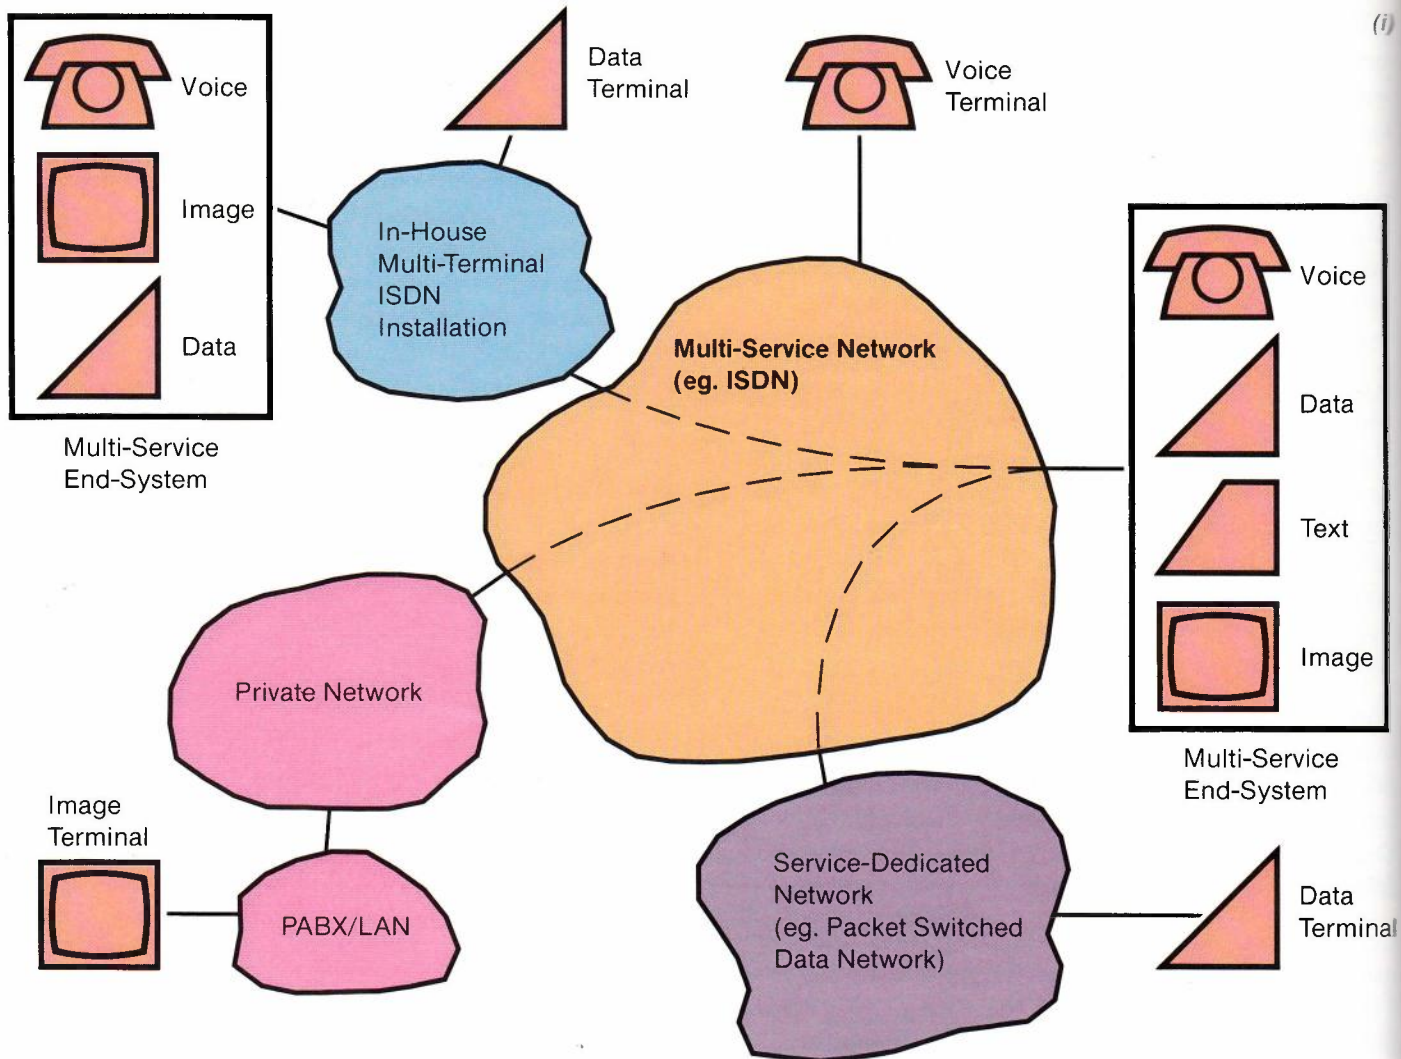 (i)
Voice
Image
Data
Multi-Service
End-System
Data
Terminal
Voice
Terminal
In-House
Multi-Terminal
ISDN
Installation
Multi-Service Network
(eg. ISDN)
Voice
Data
Text
Image
Multi-Service
End-System
Private Network
Image
Terminal
PABX/LAN
Service-Dedicated
Network
(eg. Packet Switched
Data Network)
Data
Terminal